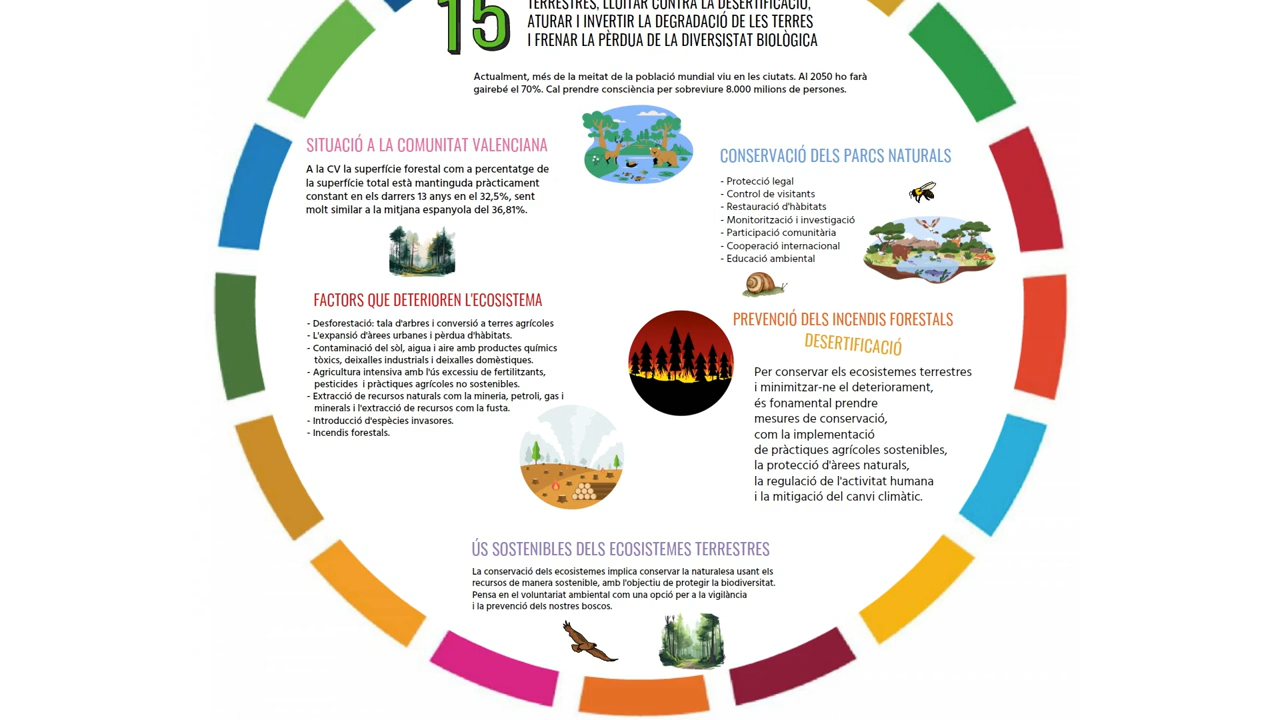 15
TERRESTRES, LLUITAR CONTRA LA DESERTIFICACIÓ,
ATURAR I INVERTIR LA DEGRADACIÓ DE LES TERRES
I FRENAR LA PÈRDUA DE LA DIVERSISTAT BIOLÒGICA
Actualment, més de la meitat de la població mundial viu en les ciutats. Al 2050 ho farà
gairebé el 70%. Cal prendre consciència per sobreviure 8.000 milions de persones.
SITUACIÓ A LA COMUNITAT VALENCIANA
A la CV la superfície forestal com a percentatge de
la superfície total està mantinguda pràcticament
constant en els darrers 13 anys en el 32,5%, sent
molt similar a la mitjana espanyola del 36,81%.
CONSERVACIÓ DELS PARCS NATURALS
- Protecció legal
- Control de visitants
- Restauració d'hàbitats
- Monitorització i investigació
- Participació comunitària
- Cooperació internacional
- Educació ambiental
FACTORS QUE DETERIOREN L'ECOSISTEMA
- Desforestació: tala d'arbres i conversió a terres agrícoles
- L'expansió d'àrees urbanes i pèrdua d'hàbitats.
- Contaminació del sòl, aigua i aire amb productes químics
tòxics, deixalles industrials i deixalles domèstiques.
- Agricultura intensiva amb l'ús excessiu de fertilitzants,
pesticides i pràctiques agrícoles no sostenibles.
- Extracció de recursos naturals com la mineria, petroli, gas i
minerals i l'extracció de recursos com la fusta.
- Introducció d'espècies invasores.
- Incendis forestals.
PREVENCIÓ DELS INCENDIS FORESTALS
DESERTIFICACIÓ
Per conservar els ecosistemes terrestres
i minimitzar-ne el deteriorament,
és fonamental prendre
mesures de conservació,
com la implementació
de pràctiques agrícoles sostenibles,
la protecció d'àrees naturals,
la regulació de l'activitat humana
i la mitigació del canvi climàtic.
ÚS SOSTENIBLES DELS ECOSISTEMES TERRESTRES
La conservació dels ecosistemes implica conservar la naturalesa usant els
recursos de manera sostenible, amb l'objectiu de protegir la biodiversitat.
Pensa en el voluntariat ambiental com una opció per a la vigilància
i la prevenció dels nostres boscos.